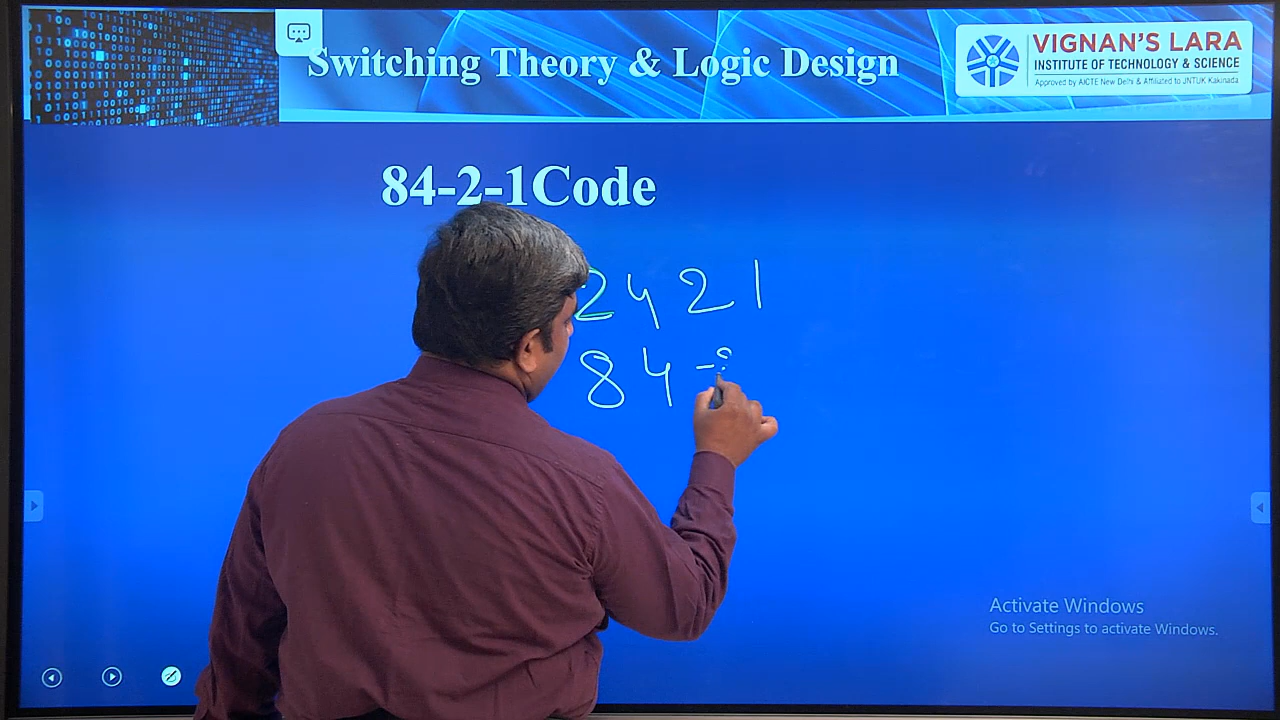 Switching Theory & Logic Design
VIGNAN'S LARA
INSTITUTE OF TECHNOLOGY & SCIENCE
Approved by AICTE New Delhi & Affiliated to JNTUK Kakinada
84-2-1Code
2421
84-
Activate Windows
Go to Settings to activate Windows.